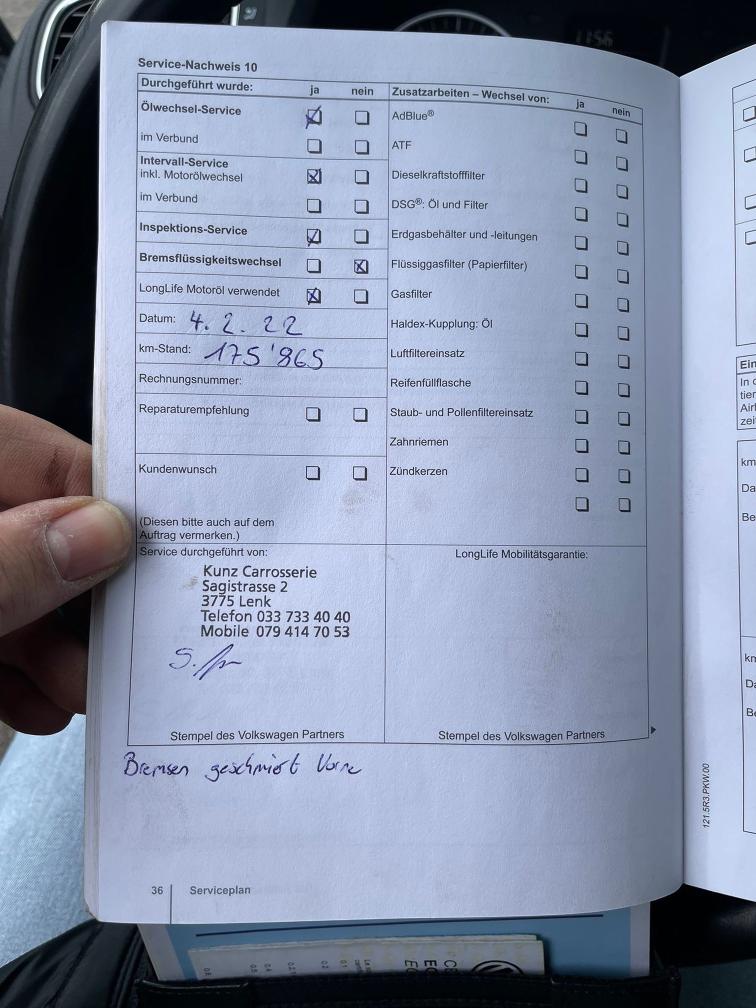 1156
Service-Nachweis 10
Durchgeführt wurde: ja nein
Ölwechsel-Service
im Verbund
Intervall-Service
inkl. Motorölwechsel
im Verbund
Inspektions-Service
Bremsflüssigkeitswechsel
LongLife Motoröl verwendet
Datum: 4. 2. 22
km-Stand: 175'865
Rechnungsnummer:
Reparaturempfehlung
Kundenwunsch
(Diesen bitte auch auf dem
Auftrag vermerken.)
Zusatzarbeiten – Wechsel von: ja nein
AdBlue®
ATF
Dieselkraftstofffilter
DSG®: Öl und Filter
Erdgasbehälter und -leitungen
Flüssiggasfilter (Papierfilter)
Gasfilter
Haldex-Kupplung: Öl
Luftfiltereinsatz
Reifenfüllflasche
Staub- und Pollenfiltereinsatz
Zahnriemen
Zündkerzen
Service durchgeführt von:
Kunz Carrosserie
Sagistrasse 2
3775 Lenk
Telefon 033 733 40 40
Mobile 079 414 70 53
Stempel des Volkswagen Partners
LongLife Mobilitätsgarantie:
Stempel des Volkswagen Partners
Bremsen geschmiert Vorne
36 Serviceplan
121.5R3.PKW.00